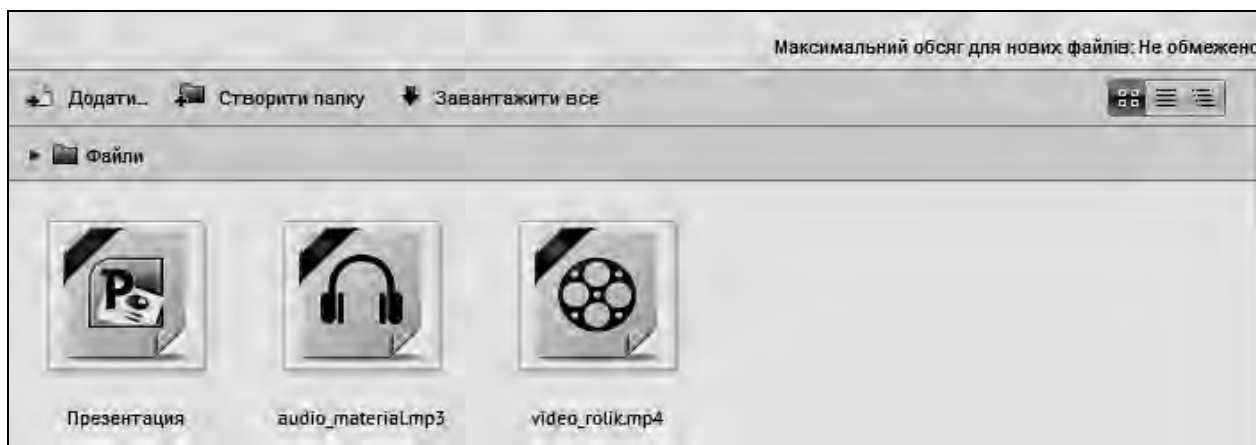 Максимальний обсяг для нових файлів: Не обмежено
Додати... Створити папку Завантажити все
Файли
Презентация audio_material.mp3 video_rolik.mp4